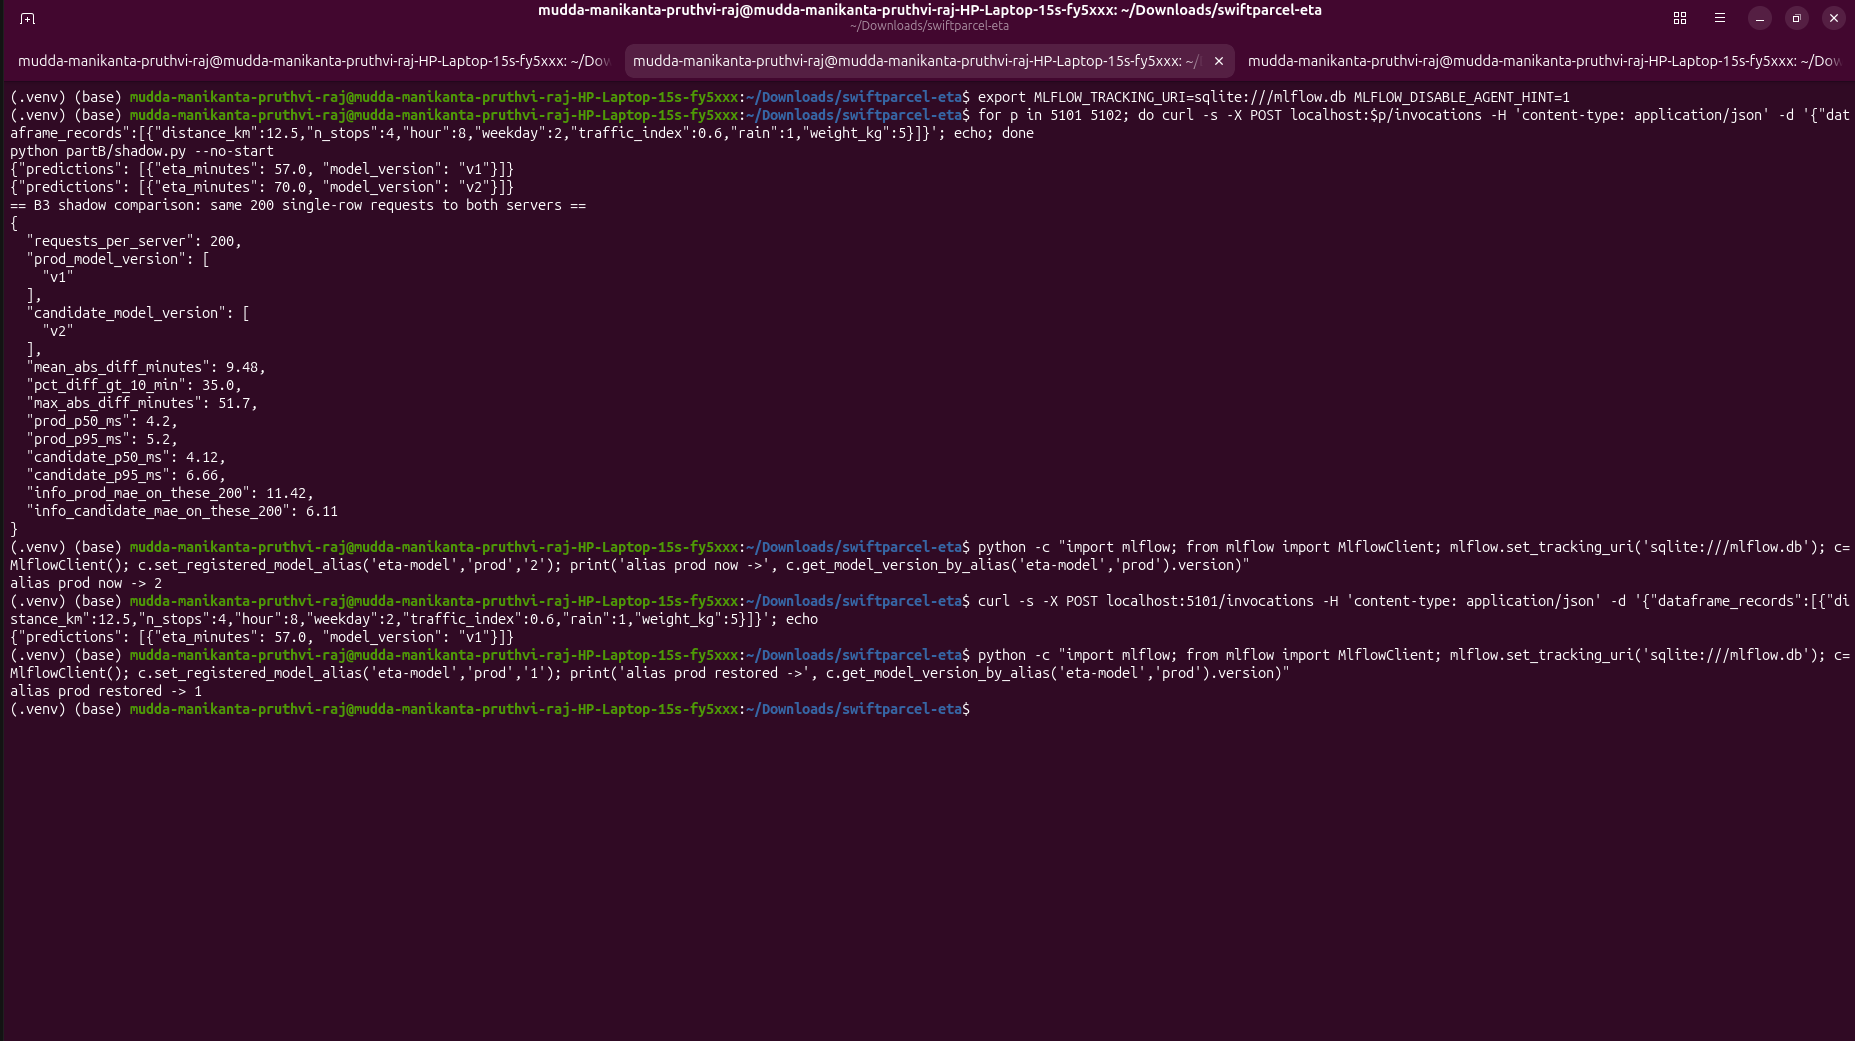 mudda-manikanta-pruthvi-raj@mudda-manikanta-pruthvi-raj-HP-Laptop-15s-fy5xxx: ~/Downloads/swiftparcel-eta
~/Downloads/swiftparcel-eta
mudda-manikanta-pruthvi-raj@mudda-manikanta-pruthvi-raj-HP-Laptop-15s-fy5xxx: ~/Dow
mudda-manikanta-pruthvi-raj@mudda-manikanta-pruthvi-raj-HP-Laptop-15s-fy5xxx: ~/
mudda-manikanta-pruthvi-raj@mudda-manikanta-pruthvi-raj-HP-Laptop-15s-fy5xxx: ~/Dow
(.venv) (base) mudda-manikanta-pruthvi-raj@mudda-manikanta-pruthvi-raj-HP-Laptop-15s-fy5xxx:~/Downloads/swiftparcel-eta$ export MLFLOW_TRACKING_URI=sqlite:///mlflow.db MLFLOW_DISABLE_AGENT_HINT=1
(.venv) (base) mudda-manikanta-pruthvi-raj@mudda-manikanta-pruthvi-raj-HP-Laptop-15s-fy5xxx:~/Downloads/swiftparcel-eta$ for p in 5101 5102; do curl -s -X POST localhost:$p/invocations -H 'content-type: application/json' -d '{"dat
aframe_records":[{"distance_km":12.5,"n_stops":4,"hour":8,"weekday":2,"traffic_index":0.6,"rain":1,"weight_kg":5}]}'; echo; done
python partB/shadow.py --no-start
{"predictions": [{"eta_minutes": 57.0, "model_version": "v1"}]}
{"predictions": [{"eta_minutes": 70.0, "model_version": "v2"}]}
== B3 shadow comparison: same 200 single-row requests to both servers ==
{
  "requests_per_server": 200,
  "prod_model_version": [
    "v1"
  ],
  "candidate_model_version": [
    "v2"
  ],
  "mean_abs_diff_minutes": 9.48,
  "pct_diff_gt_10_min": 35.0,
  "max_abs_diff_minutes": 51.7,
  "prod_p50_ms": 4.2,
  "prod_p95_ms": 5.2,
  "candidate_p50_ms": 4.12,
  "candidate_p95_ms": 6.66,
  "info_prod_mae_on_these_200": 11.42,
  "info_candidate_mae_on_these_200": 6.11
}
(.venv) (base) mudda-manikanta-pruthvi-raj@mudda-manikanta-pruthvi-raj-HP-Laptop-15s-fy5xxx:~/Downloads/swiftparcel-eta$ python -c "import mlflow; from mlflow import MlflowClient; mlflow.set_tracking_uri('sqlite:///mlflow.db'); c=
MlflowClient(); c.set_registered_model_alias('eta-model','prod','2'); print('alias prod now ->', c.get_model_version_by_alias('eta-model','prod').version)"
alias prod now -> 2
(.venv) (base) mudda-manikanta-pruthvi-raj@mudda-manikanta-pruthvi-raj-HP-Laptop-15s-fy5xxx:~/Downloads/swiftparcel-eta$ curl -s -X POST localhost:5101/invocations -H 'content-type: application/json' -d '{"dataframe_records":[{"di
stance_km":12.5,"n_stops":4,"hour":8,"weekday":2,"traffic_index":0.6,"rain":1,"weight_kg":5}]}'; echo
{"predictions": [{"eta_minutes": 57.0, "model_version": "v1"}]}
(.venv) (base) mudda-manikanta-pruthvi-raj@mudda-manikanta-pruthvi-raj-HP-Laptop-15s-fy5xxx:~/Downloads/swiftparcel-eta$ python -c "import mlflow; from mlflow import MlflowClient; mlflow.set_tracking_uri('sqlite:///mlflow.db'); c=
MlflowClient(); c.set_registered_model_alias('eta-model','prod','1'); print('alias prod restored ->', c.get_model_version_by_alias('eta-model','prod').version)"
alias prod restored -> 1
(.venv) (base) mudda-manikanta-pruthvi-raj@mudda-manikanta-pruthvi-raj-HP-Laptop-15s-fy5xxx:~/Downloads/swiftparcel-eta$